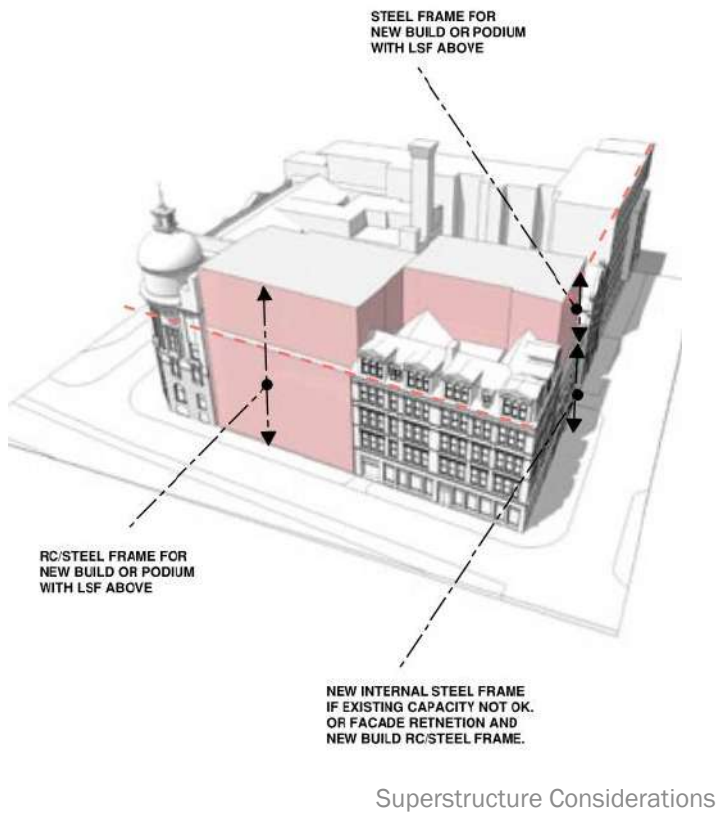 STEEL FRAME FOR
NEW BUILD OR PODIUM
WITH LSF ABOVE
RC/STEEL FRAME FOR
NEW BUILD OR PODIUM
WITH LSF ABOVE
NEW INTERNAL STEEL FRAME
IF EXISTING CAPACITY NOT OK.
OR FACADE RETNETION AND
NEW BUILD RC/STEEL FRAME.
Superstructure Considerations